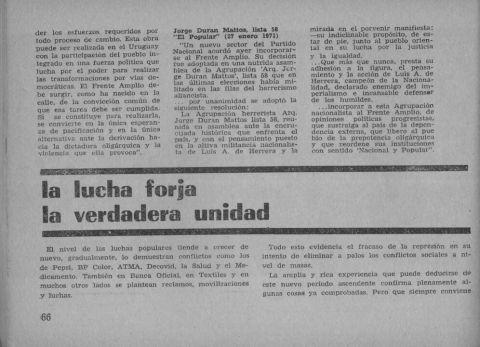 der los esfuerzos requeridos por
todo proceso de cambio. Esta obra
puede ser realizada en el Uruguay
con la participación del pueblo in-
tegrado en una fuerza política que
lucha por el poder para realizar
las transformaciones por vías de-
mocráticas. El Frente Amplio de-
be surgir, como ha nacido en la
calle, de la convicción común de
que esa tarea debe ser cumplida.
Si se constituye para realizarla,
se convierte en la única esperan-
za de pacificación y en la única
alternativa ante la derivación ha-
cia la dictadura oligárquica y la
violencia que ella provoca".
Jorge Duran Mattos, lista 58
"El Popular" (27 enero 1971)
"Un nuevo sector del Partido
Nacional acordó ayer incorporar-
se al Frente Amplio. Su decisión
fue adoptada en una nutrida asam-
blea de la Agrupación 'Arq. Jor-
ge Duran Mattos', lista 58 que en
las últimas elecciones había mi-
litado en las filas del herrerismo
aliancista.
... por unanimidad se adoptó la
siguiente resolución:
La Agrupación herrerista Arq.
Jorge Duran Mattos, lista 58, reu-
nida en asamblea ante la encru-
cijada histórica que enfrenta el
país, y con el pensamiento puesto
en la altiva militancia nacionalis-
ta de Luis A. de Herrera y la
mirada en el porvenir manifiesta:
—su indeclinable propósito, de es-
tar de pie, junto al pueblo orien-
tal en su lucha por la justicia
y la igualdad.
...Que más que nunca, presta su
adhesión a la figura, el pensa-
miento y la acción de Luis A. de
Herrera, campeón de la Naciona-
lidad, declarado enemigo del im-
perialismo e incansable defensor
de los humildes.
...incorporar a esta Agrupación
nacionalista al Frente Amplio, de
opiniones políticas progresistas,
que sustraiga al país de la depen-
dencia externa, que libere al pue-
blo de la prepotencia oligárquica
y que reordene sus instituciones
con sentido 'Nacional y Popular'".
la lucha forja
la verdadera unidad
El nivel de las luchas populares tiende a crecer de
nuevo, gradualmente, lo demuestran conflictos como los
de Pepsi, BP Color, ATMA, Decovid, la Salud y el Me-
dicamento. También en Banca Oficial, en Textiles y en
muchos otros lados se plantean reclamos, movilizaciones
y luchas.
Todo esto evidencia el fracaso de la represión en su
intento de eliminar a palos los conflictos sociales a ni-
vel de masas.
La amplia y rica experiencia que puede deducirse de
este nuevo período ascendente confirma plenamente al-
gunas cosas ya comprobadas. Pero que siempre conviene
66